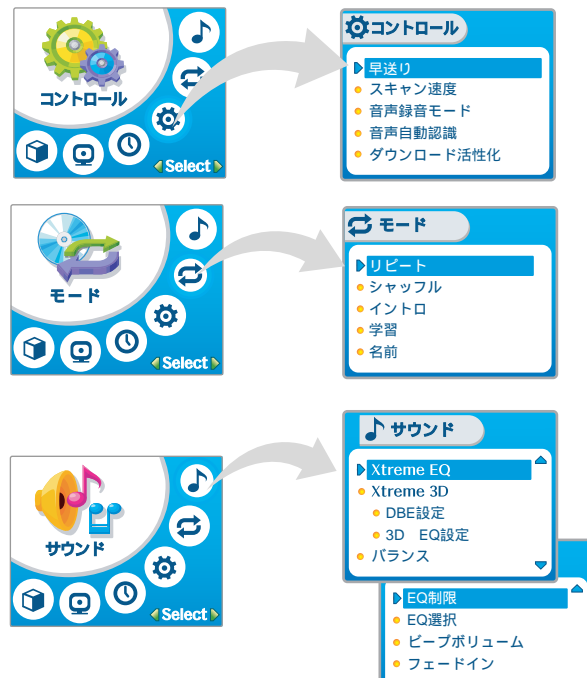 コントロール
Select
コントロール
早送り
スキャン速度
音声録音モード
音声自動認識
ダウンロード活性化
モード
Select
モード
リピート
シャッフル
イントロ
学習
名前
サウンド
Select
サウンド
Xtreme EQ
Xtreme 3D
DBE設定
3D EQ設定
バランス
EQ制限
EQ選択
ビープボリューム
フェードイン